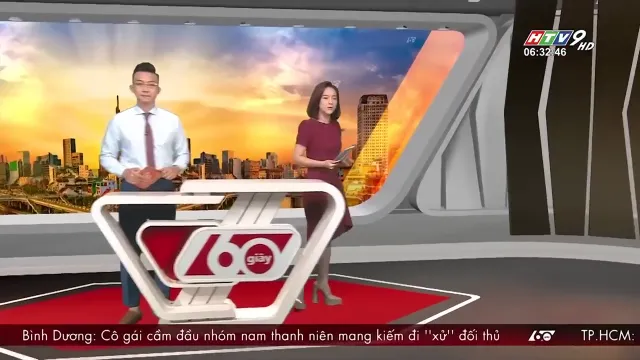 HTV9 HD
06:32:46
60 giây
Bình Dương: Cô gái cầm đầu nhóm nam thanh niên mang kiếm đi "xử" đối thủ 60 TP.HCM: